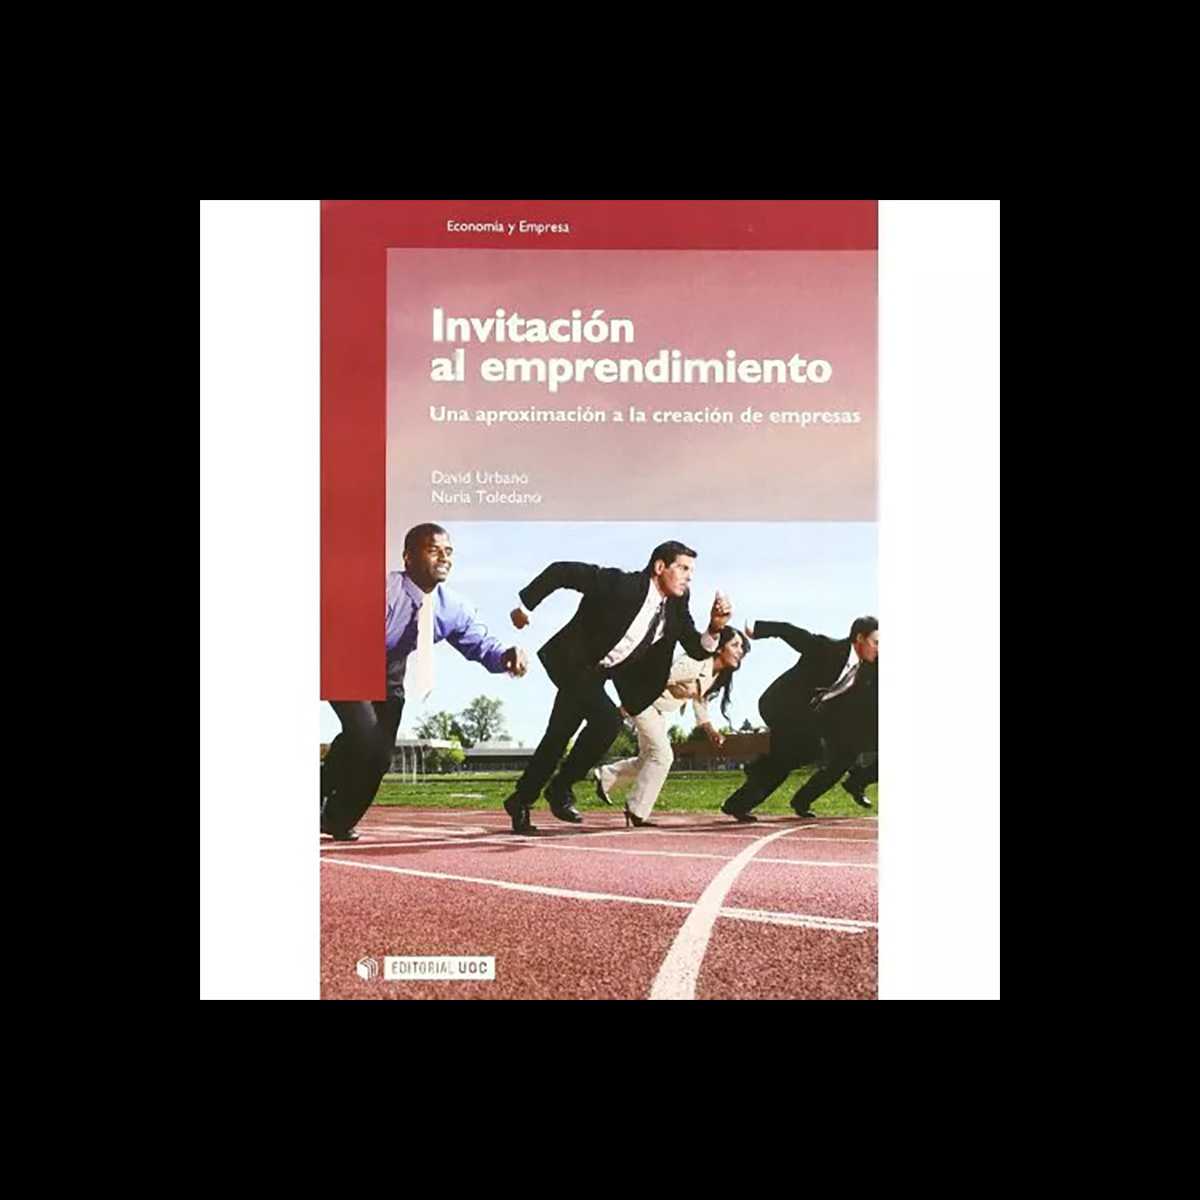 Economía y Empresa
Invitación
al emprendimiento
Una aproximación a la creación de empresas
David Urbano
Nuria Toledano
EDITORIAL UOC